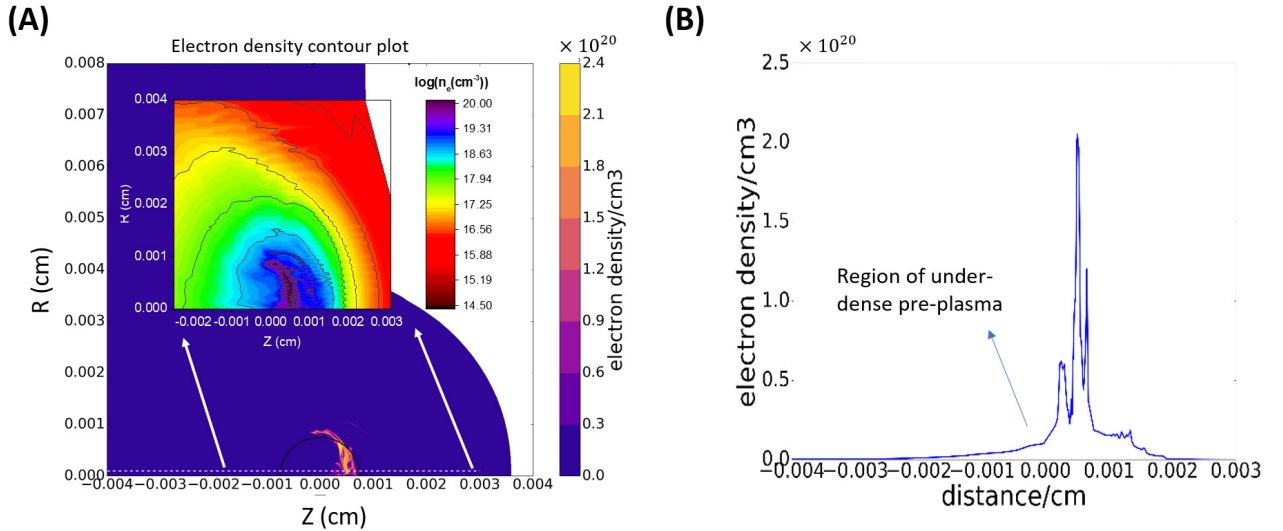 (A)
Electron density contour plot
× 10²⁰
0.008
0.007
0.006
0.005
0.004
0.003
0.002
0.001
0.000
R (cm)
−0.004−0.003−0.002−0.001 0.000 0.001 0.002 0.003 0.004
Z (cm)
2.4
2.1
1.8
1.5
1.2
0.9
0.6
0.3
0.0
electron density/cm3
log(nₑ(cm⁻³))
20.00
19.31
18.63
17.94
17.25
16.56
15.88
15.19
14.50
0.004
0.003
0.002
0.001
0.000
R (cm)
-0.002 -0.001 0.000 0.001 0.002 0.003
Z (cm)
(B)
× 10²⁰
2.5
2.0
1.5
1.0
0.5
0.0
electron density/cm3
Region of under-
dense pre-plasma
−0.004−0.003−0.002−0.001 0.000 0.001 0.002 0.003
distance/cm